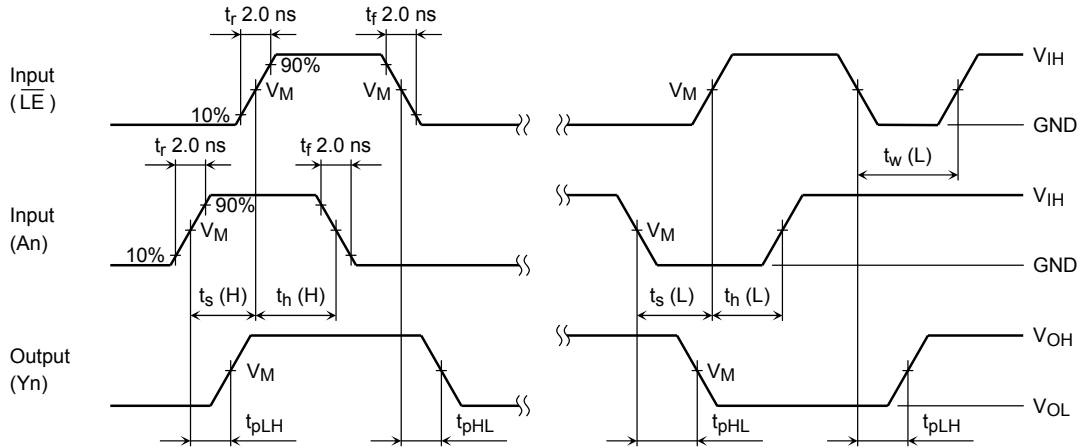 tr 2.0 ns
tf 2.0 ns
Input
(LE)
10%
90%
VM
VM
VM
VIH
GND
tw (L)
tr 2.0 ns
tf 2.0 ns
Input
(An)
10%
90%
VM
VM
VIH
GND
ts (H)
th (H)
ts (L)
th (L)
Output
(Yn)
VM
VM
VOH
VOL
tpLH
tpHL
tpHL
tpLH